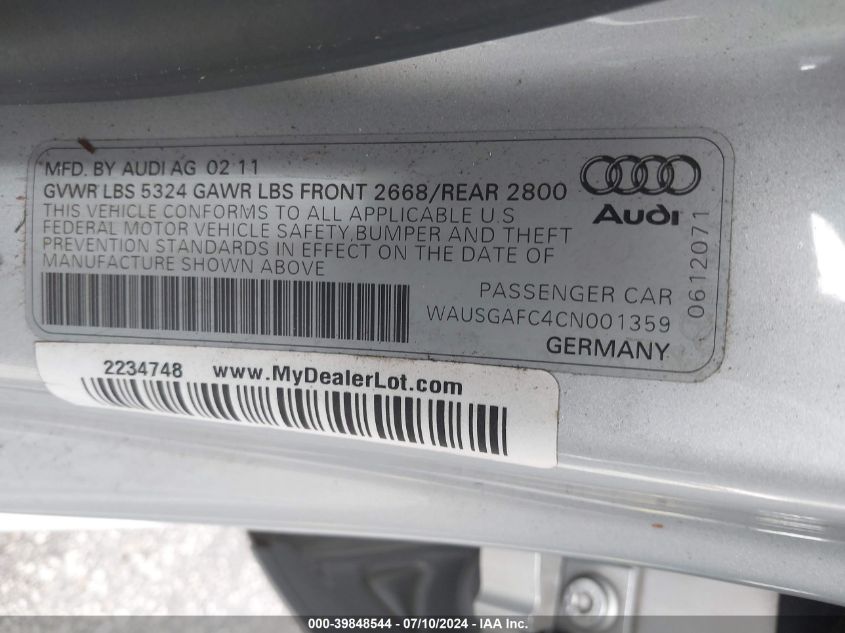 MFD. BY AUDI AG 02 11
GVWR LBS 5324 GAWR LBS FRONT 2668/REAR 2800
THIS VEHICLE CONFORMS TO ALL APPLICABLE U.S
FEDERAL MOTOR VEHICLE SAFETY, BUMPER AND THEFT
PREVENTION STANDARDS IN EFFECT ON THE DATE OF
MANUFACTURE SHOWN ABOVE
Audi
0612071
PASSENGER CAR
WAUSGAFC4CN001359
GERMANY
2234748 www.MyDealerLot.com
000-39848544 / 07/10/2024 - IAA Inc.